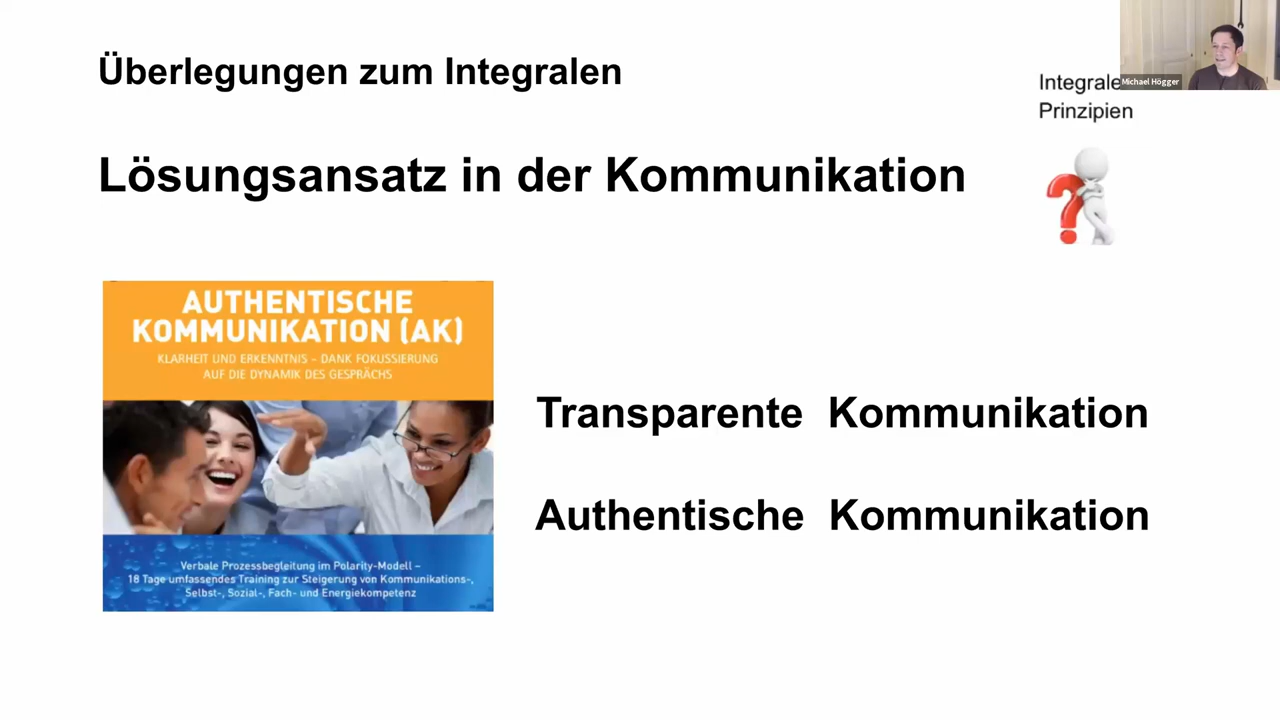 Überlegungen zum Integralen
Integrale
Prinzipien
Michael Högger
Lösungsansatz in der Kommunikation
AUTHENTISCHE
KOMMUNIKATION (AK)
KLARHEIT UND ERKENNTNIS – DANK FOKUSSIERUNG
AUF DIE DYNAMIK DES GESPRÄCHS
Transparente Kommunikation
Authentische Kommunikation
Verbale Prozessbegleitung im Polarity-Modell –
18 Tage umfassendes Training zur Steigerung von Kommunikations-,
Selbst-, Sozial-, Fach- und Energiekompetenz